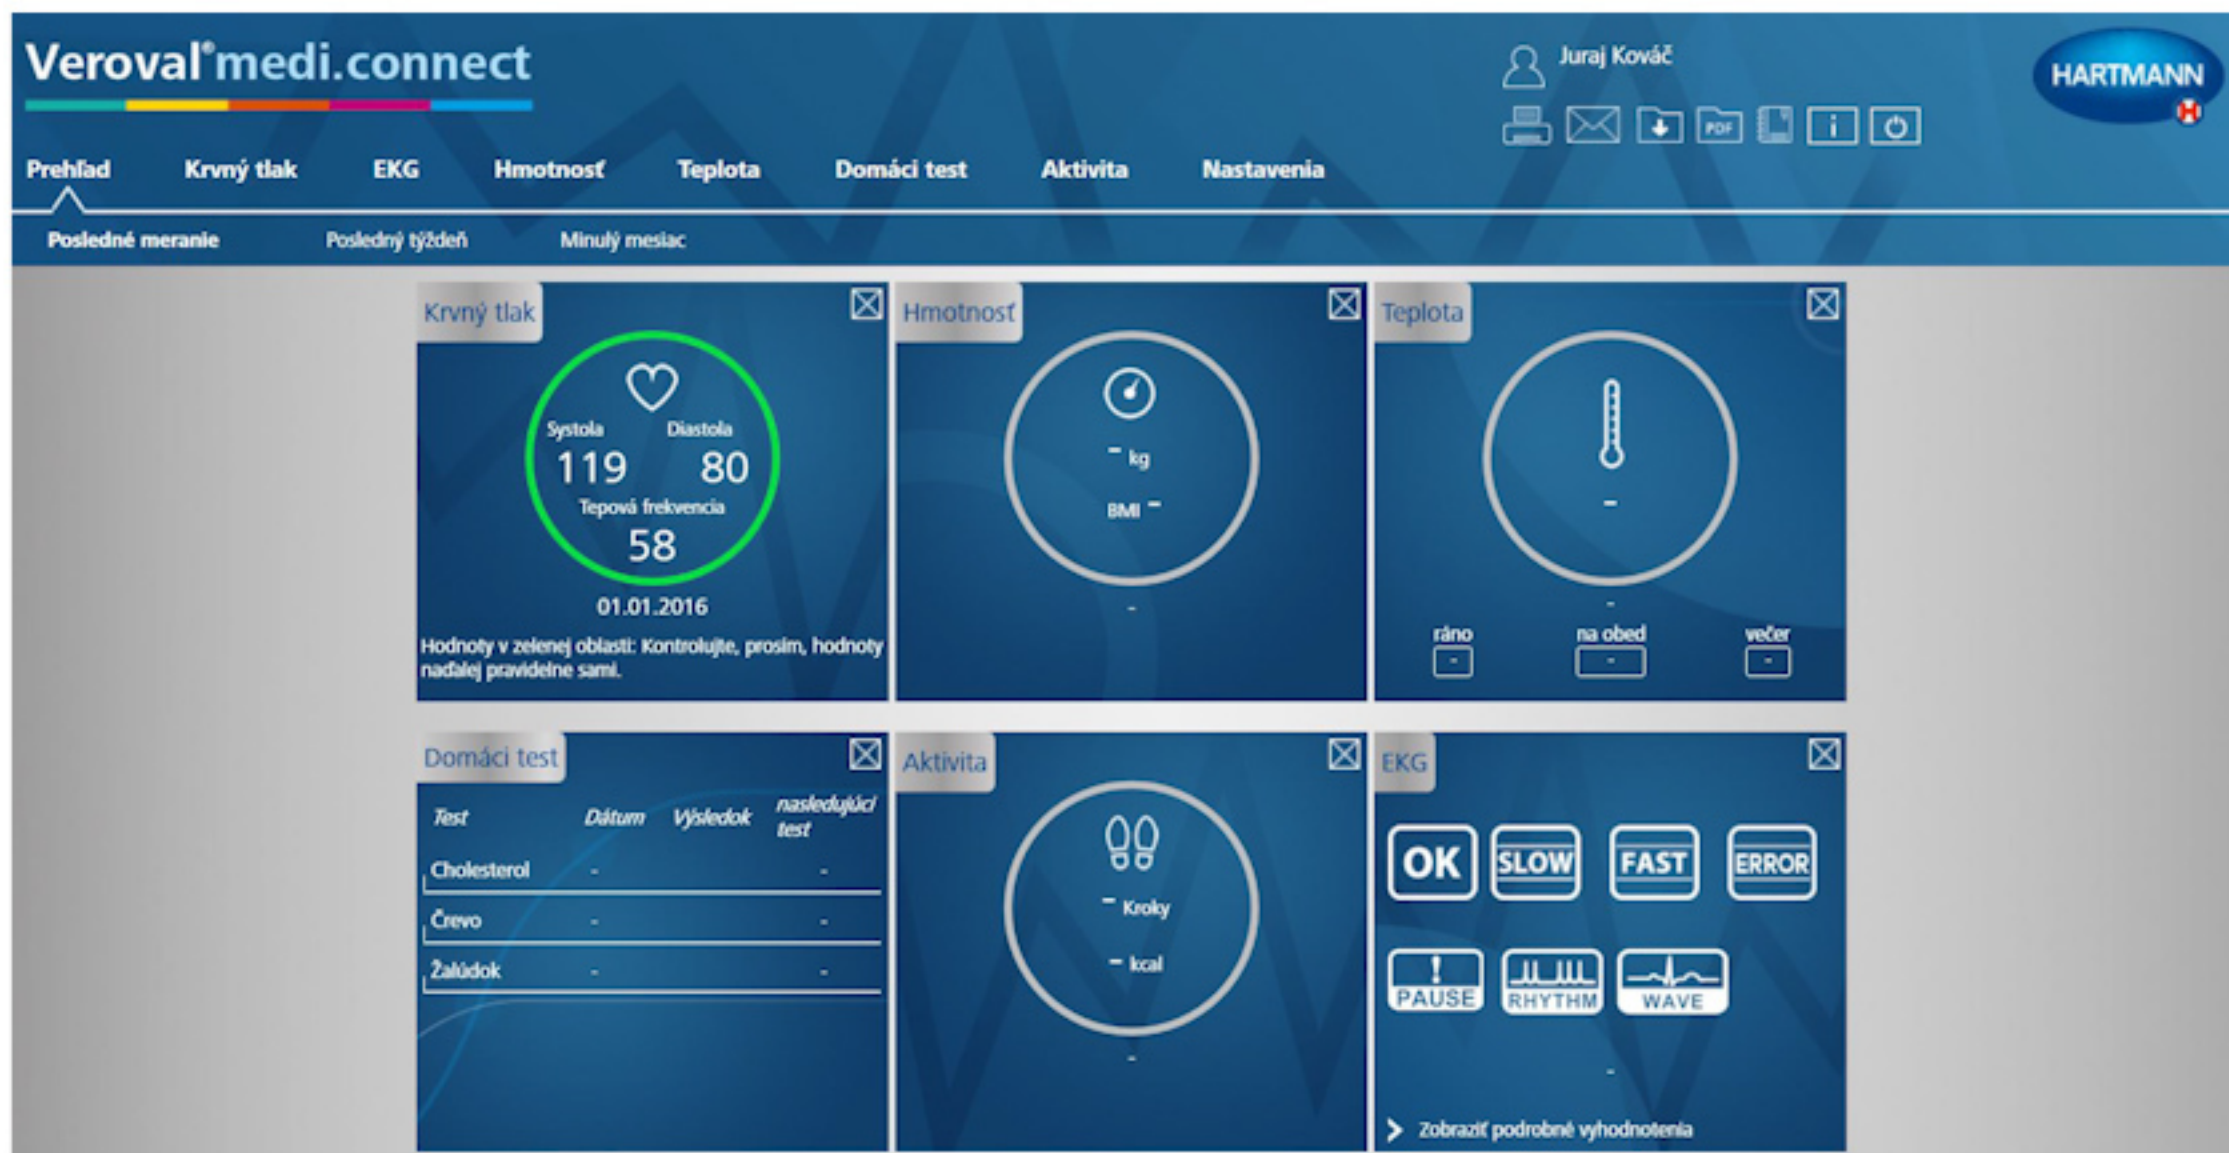 Veroval®medi.connect
Juraj Kováč
HARTMANN
PDF
i
Prehľad Krvný tlak EKG Hmotnosť Teplota Domáci test Aktivita Nastavenia
Posledné meranie Posledný týždeň Minulý mesiac
Krvný tlak
Systola Diastola
119 80
Tepová frekvencia
58
01.01.2016
Hodnoty v zelenej oblasti: Kontrolujte, prosím, hodnoty
naďalej pravidelne sami.
Hmotnosť
- kg
BMI -
-
Teplota
-
-
ráno na obed večer
- - -
Domáci test
Test Dátum Výsledok nasledujúci
test
Cholesterol - -
Črevo - -
Žalúdok - -
Aktivita
- Kroky
- kcal
-
EKG
OK SLOW FAST ERROR
! PAUSE RHYTHM WAVE
-
Zobraziť podrobné vyhodnotenia